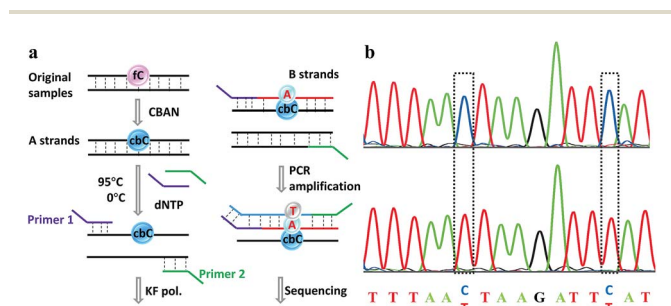 a
Original
samples
fC
CBAN
A strands
cbC
95°C
0°C
dNTP
Primer 1
cbC
Primer 2
KF pol.
B strands
A
cbC
PCR
amplification
T
A
cbC
Sequencing
b
T T T A A C T A A G A T T C A T
T T